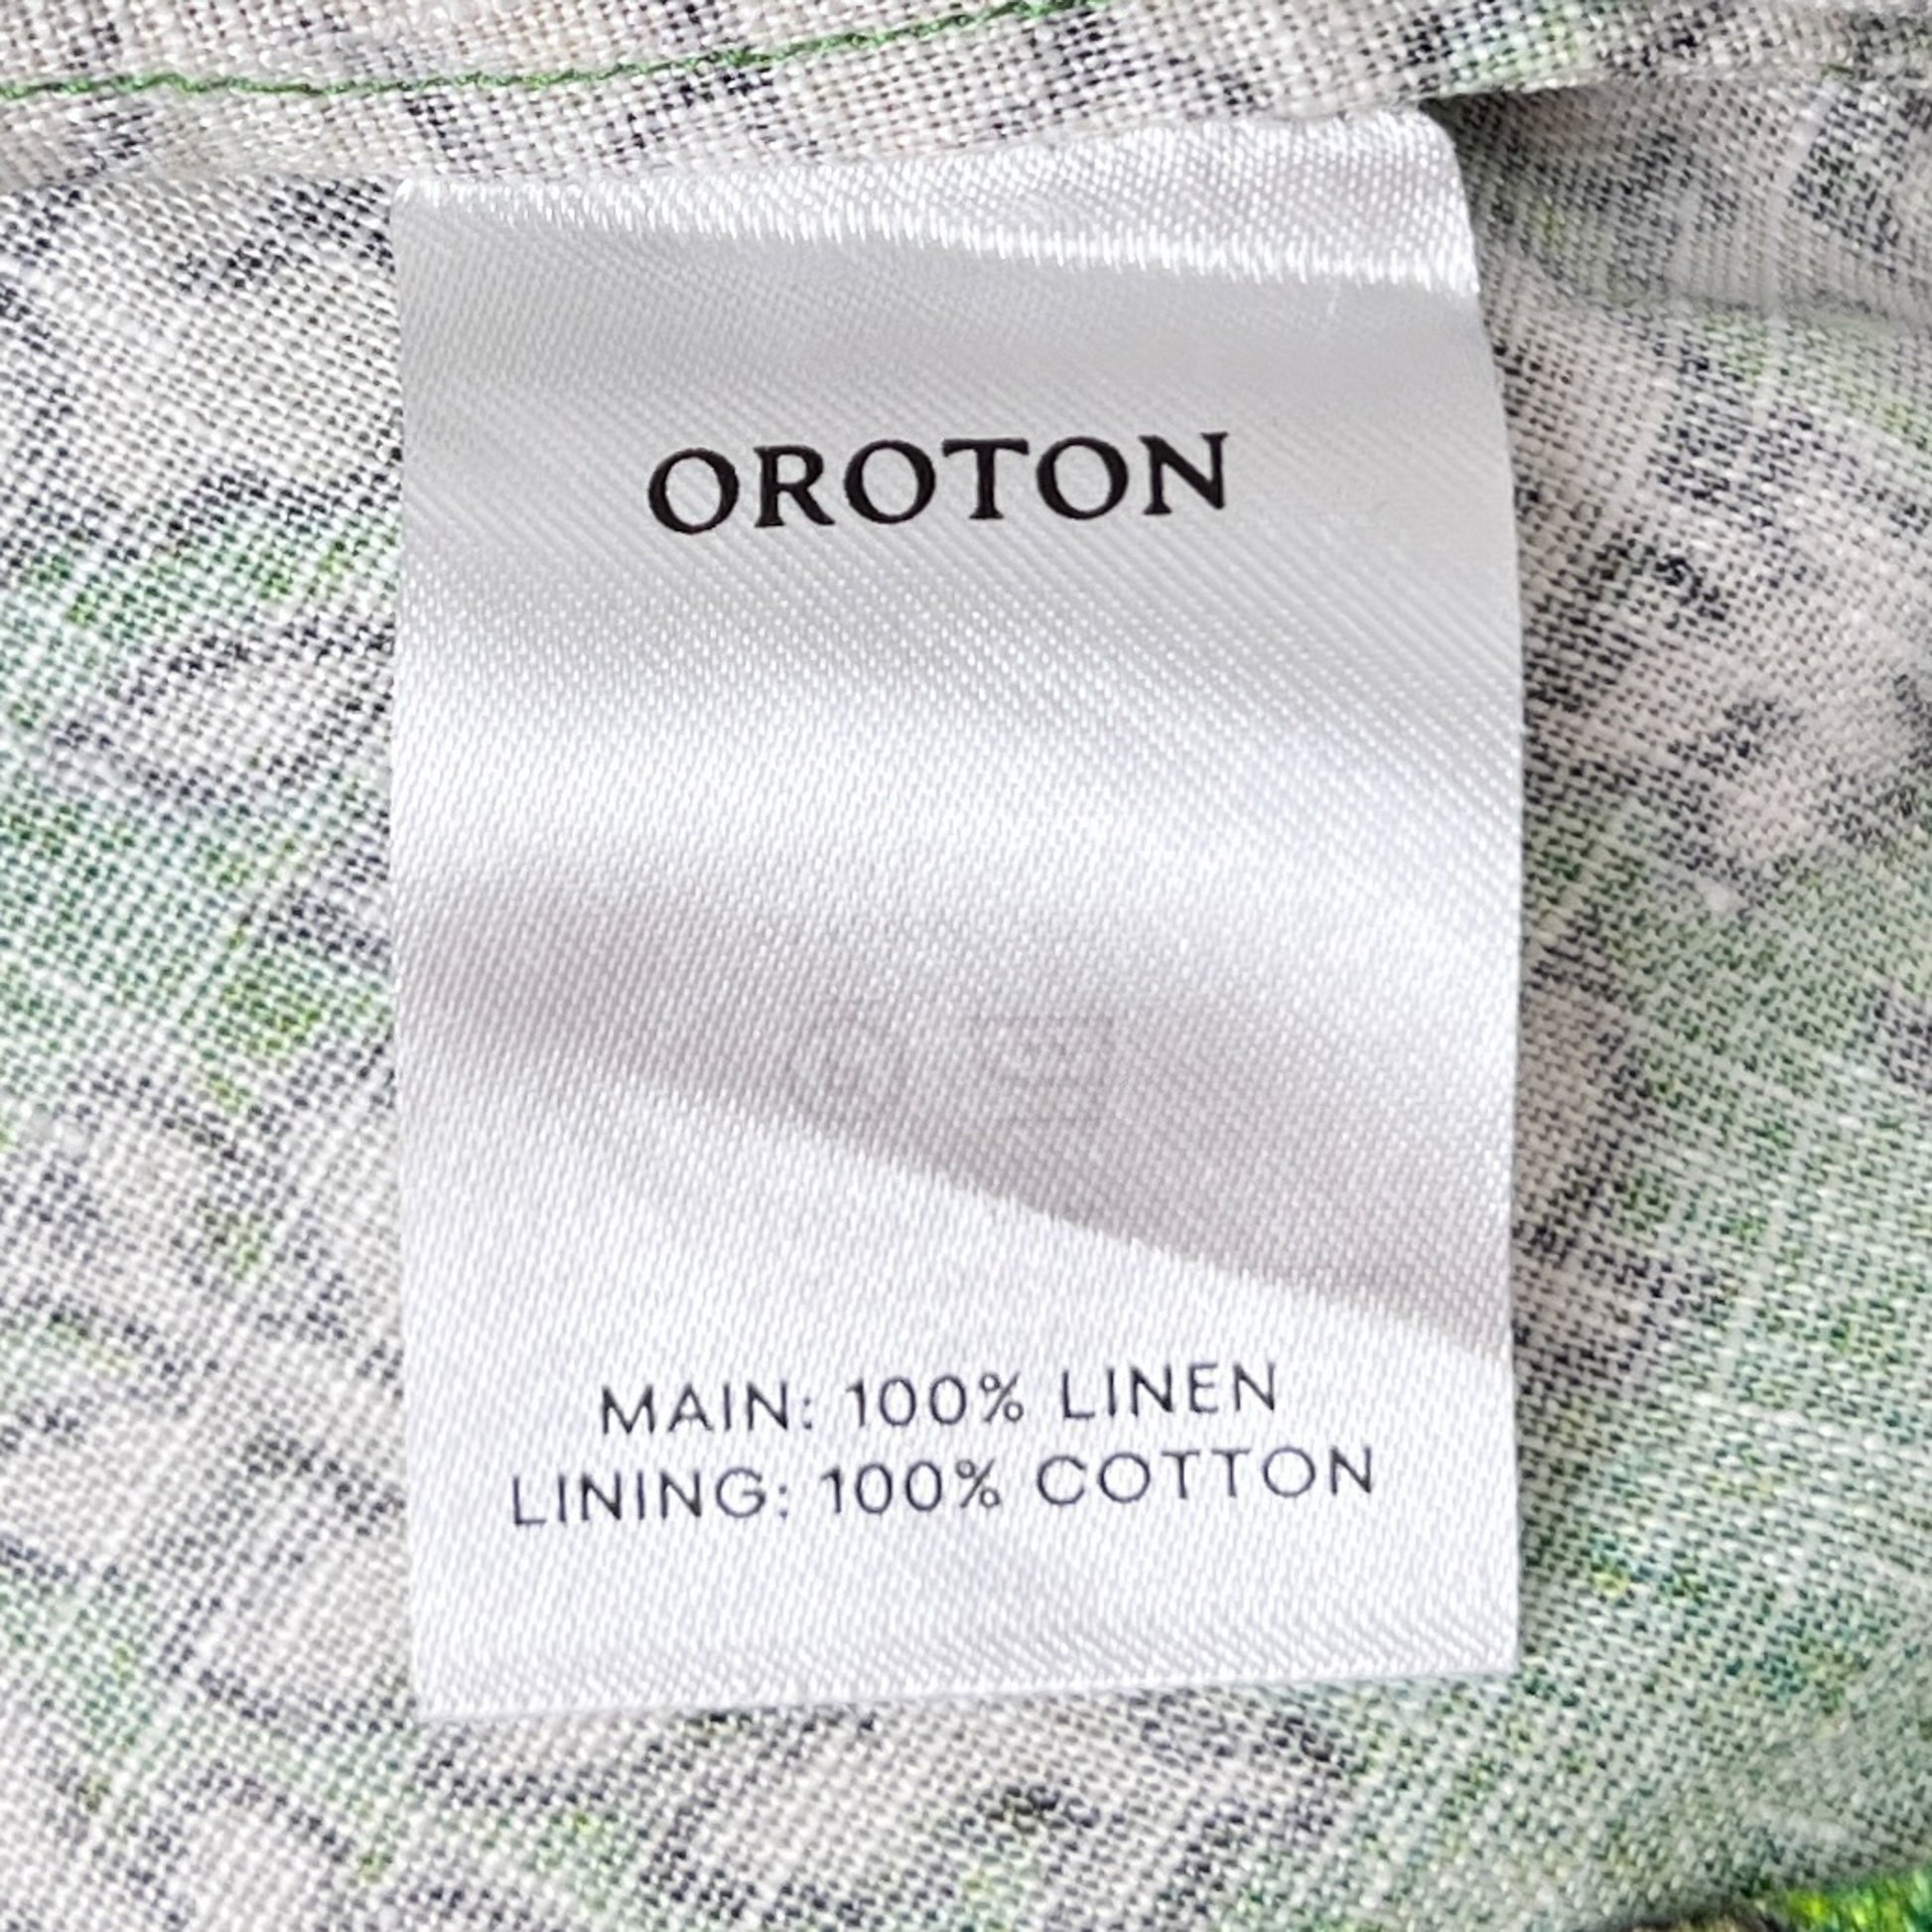 OROTON
MAIN: 100% LINEN
LINING: 100% COTTON